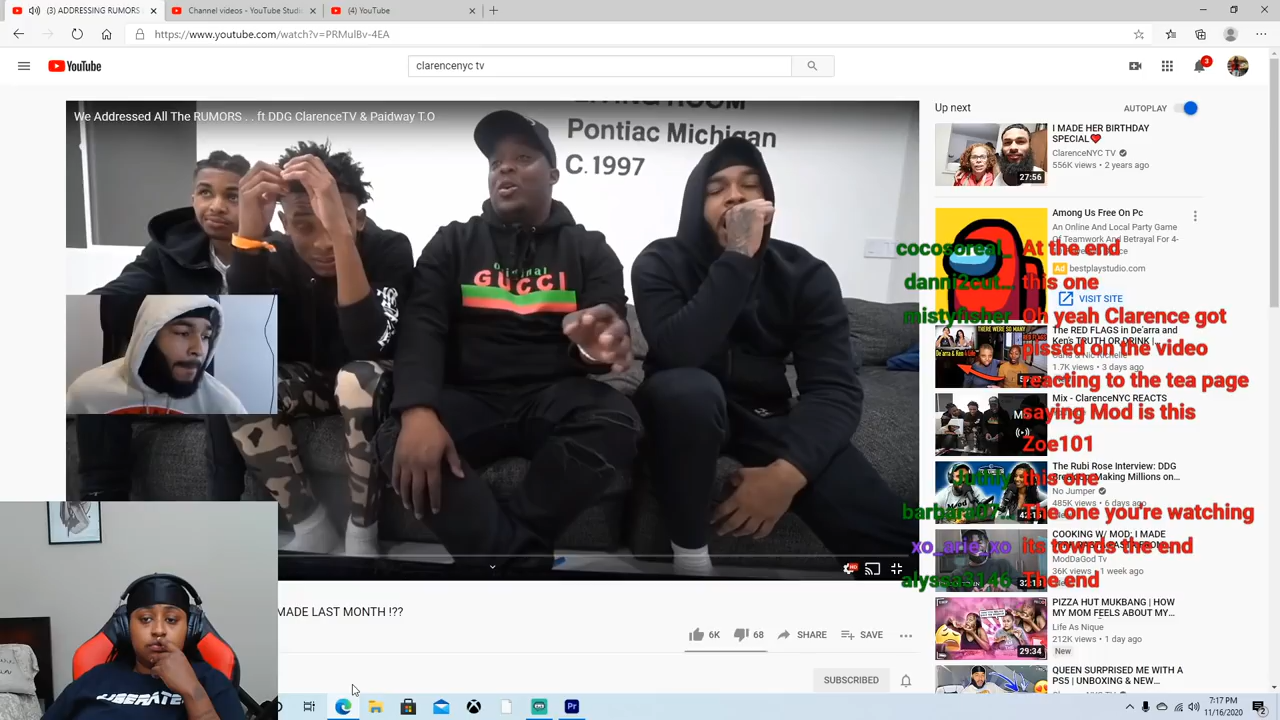 (3) ADDRESSING RUMORS
Channel videos - YouTube Studio
(4) YouTube
https://www.youtube.com/watch?v=PRMulBv-4EA
YouTube
clarencenyc tv
3
We Addressed All The RUMORS . . ft DDG ClarenceTV & Paidway T.O
Pontiac Michigan
C. 1997
Original
GUCCI
MADE LAST MONTH !??
6K
68
SHARE
SAVE
SUBSCRIBED
LIBERATED
Up next
AUTOPLAY
I MADE HER BIRTHDAY
SPECIAL
ClarenceNYC TV
556K views • 2 years ago
27:56
Among Us Free On Pc
An Online And Local Party Game
Of Teamwork And Betrayal For 4-
Ad bestplaystudio.com
VISIT SITE
The RED FLAGS in De'arra and
Ken's TRUTH OR DRINK |
1.7K views • 3 days ago
Mix - ClarenceNYC REACTS
The Rubi Rose Interview: DDG
No Jumper
485K views • 6 days ago
COOKING W/ MOD; I MADE
ModDaGod Tv
36K views • 1 week ago
PIZZA HUT MUKBANG | HOW
MY MOM FEELS ABOUT MY...
Life As Nique
212K views • 1 day ago
New
29:34
QUEEN SURPRISED ME WITH A
PS5 | UNBOXING & NEW...
cocosoreal_ At the end
danni2cut... this one
mistyfisher Oh yeah Clarence got
pissed on the video
reacting to the tea page
saying Mod is this
Zoe101
this one
barbara07... The one you're watching
xo_arie_xo its towrds the end
alyssa3146 The end
7:17 PM
11/16/2020
2